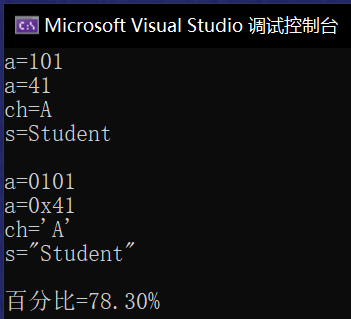 Microsoft Visual Studio 调试控制台
a=101
a=41
ch=A
s=Student
a=0101
a=0x41
ch='A'
s="Student"
百分比=78.30%